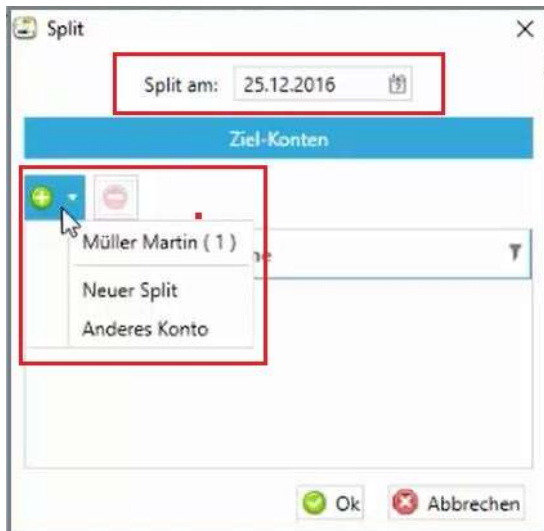 Split
Split am: 25.12.2016
Ziel-Konten
Müller Martin ( 1 )
Neuer Split
Anderes Konto
Ok Abbrechen